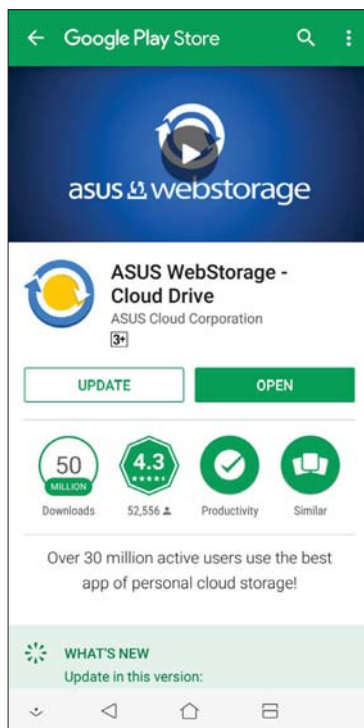 Google Play Store
asus webstorage
ASUS WebStorage -
Cloud Drive
ASUS Cloud Corporation
3+
UPDATE
OPEN
50
MILLION
Downloads
4.3
52,556
Productivity
Similar
Over 30 million active users use the best
app of personal cloud storage!
WHAT'S NEW
Update in this version: